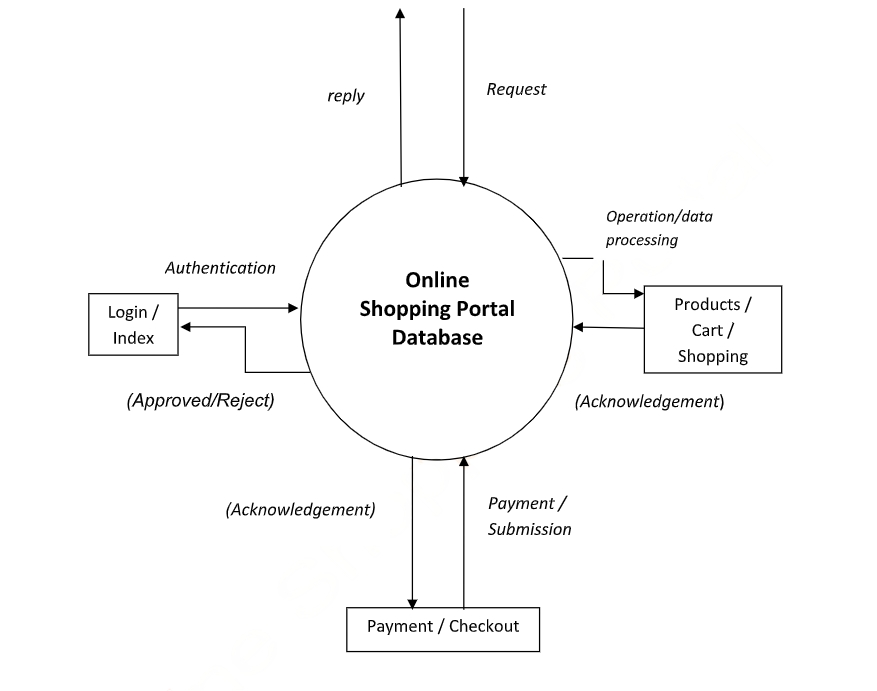 reply
Request
Operation/data
processing
Authentication
Online
Shopping Portal
Database
Login /
Index
Products /
Cart /
Shopping
(Approved/Reject)
(Acknowledgement)
(Acknowledgement)
Payment /
Submission
Payment / Checkout